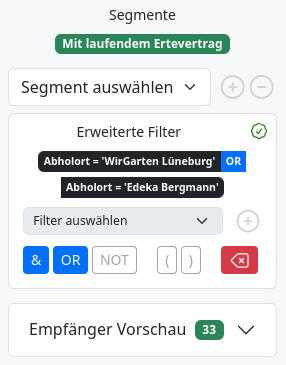 Segmente
Mit laufendem Ertevertrag
Segment auswählen
Erweiterte Filter
Abholort = 'WirGarten Lüneburg' OR
Abholort = 'Edeka Bergmann'
Filter auswählen
& OR NOT ( )
Empfänger Vorschau 33